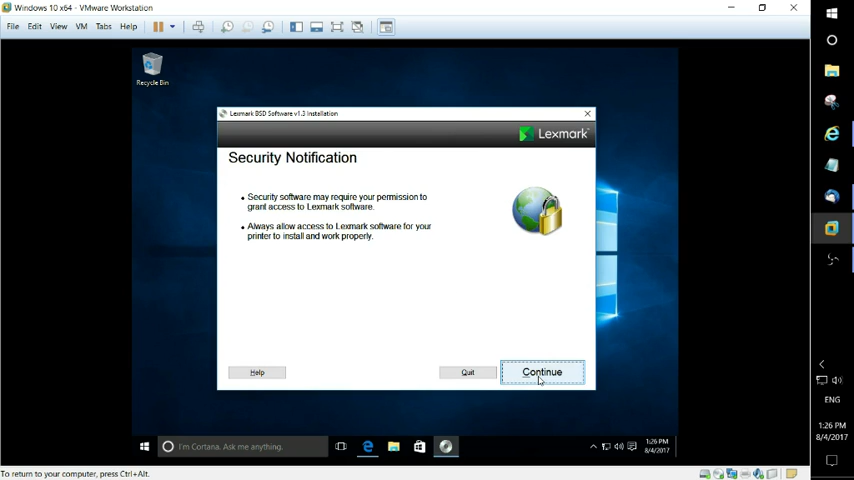 Windows 10 x64 - VMware Workstation
File Edit View VM Tabs Help
Recycle Bin
Lexmark BSD Software v1.3 Installation
Lexmark
Security Notification
• Security software may require your permission to
grant access to Lexmark software.
• Always allow access to Lexmark software for your
printer to install and work properly.
Help
Quit
Continue
I'm Cortana. Ask me anything.
1:26 PM
8/4/2017
To return to your computer, press Ctrl+Alt.
ENG
1:26 PM
8/4/2017